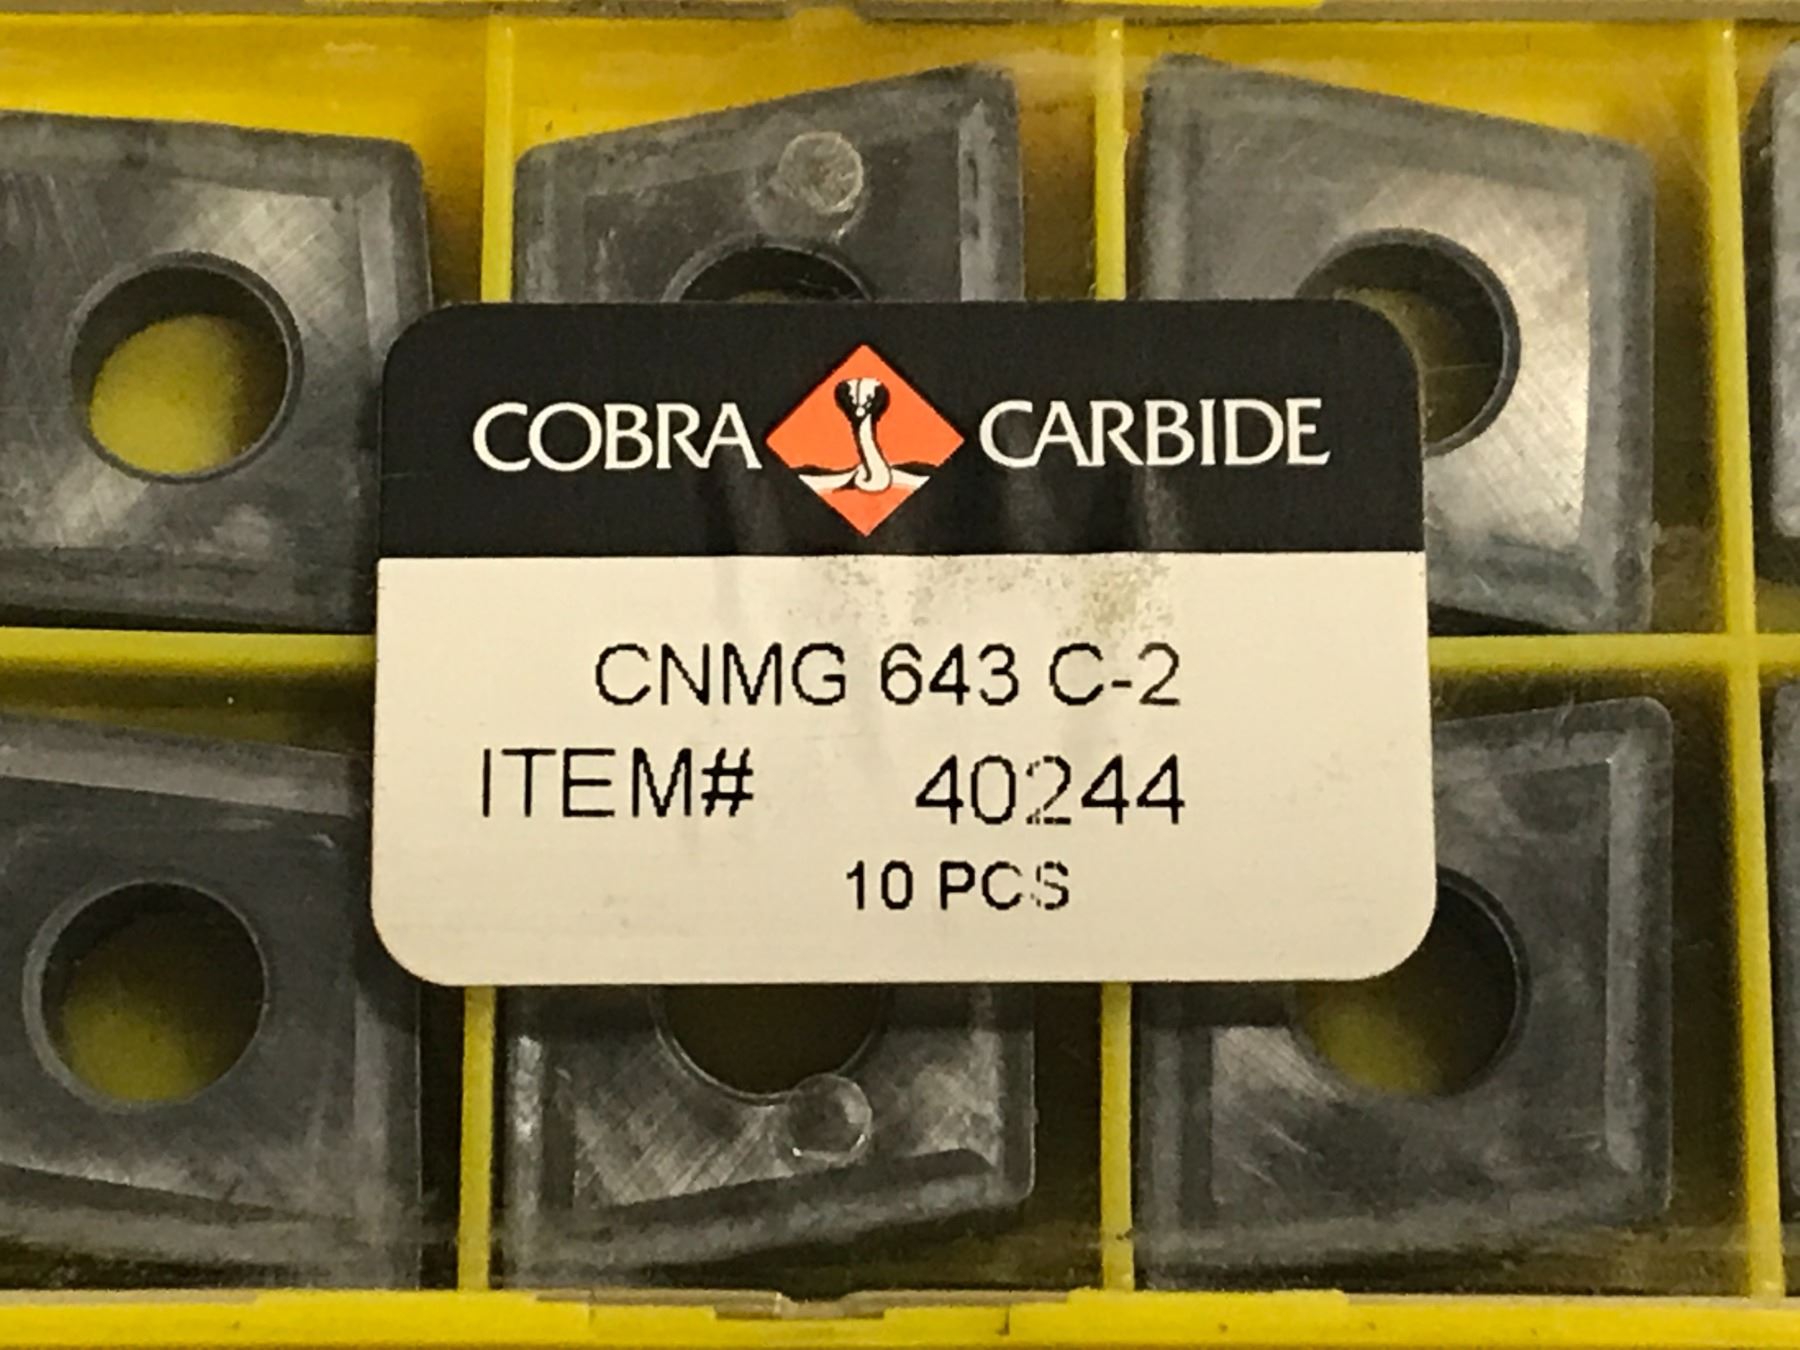 COBRA CARBIDE
CNMG 643 C-2
ITEM# 40244
10 PCS